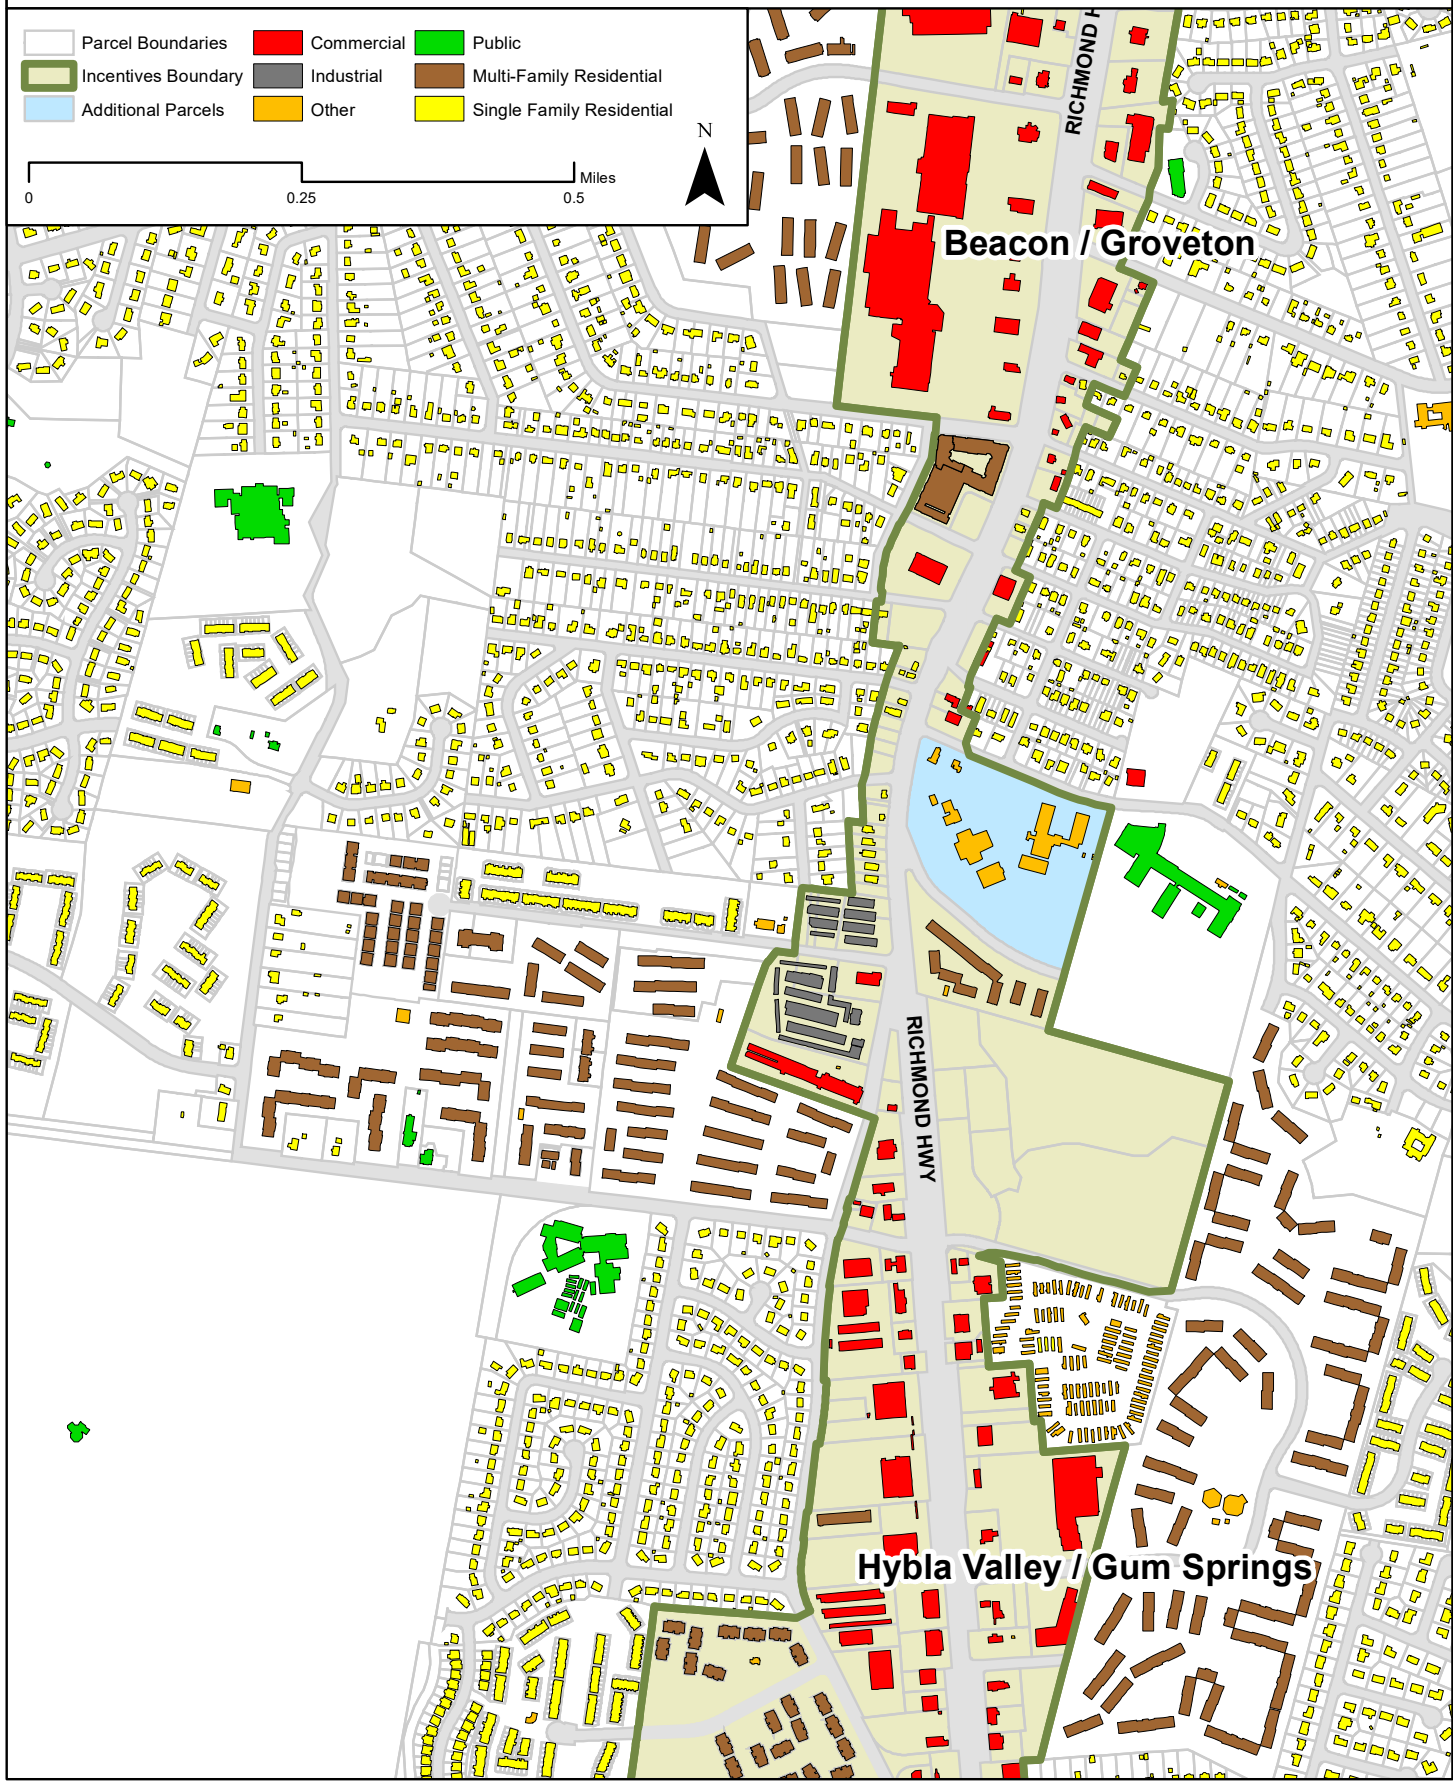 Parcel Boundaries
Commercial
Public
Incentives Boundary
Industrial
Multi-Family Residential
Additional Parcels
Other
Single Family Residential
N
Miles
0
0.25
0.5
RICHMOND H
Beacon / Groveton
RICHMOND HWY
Hybla Valley / Gum Springs